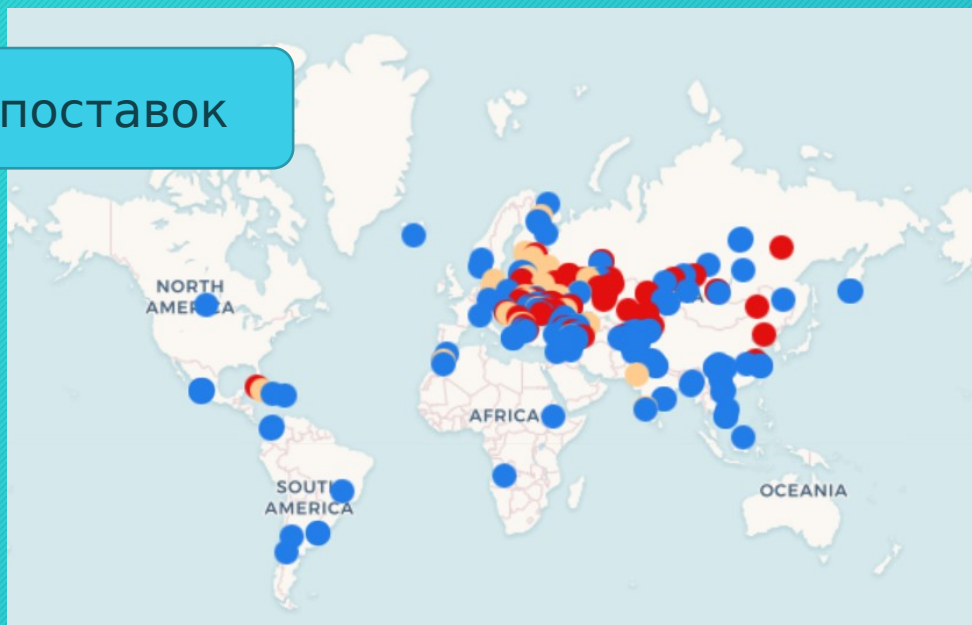 поставок
NORTH
AMERICA
AFRICA
SOUTH
AMERICA
OCEANIA